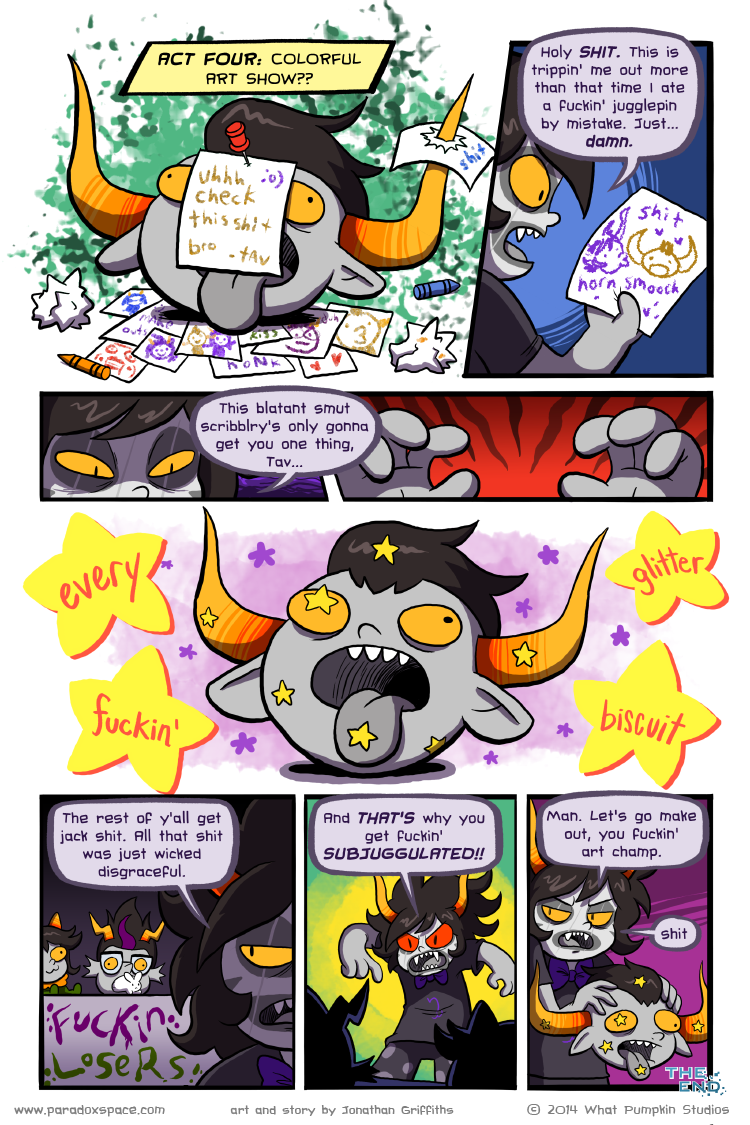 ACT FOUR: COLORFUL
ART SHOW??
uhhh :o)
check
this shit
bro -tAv
shit
make
outs
kiss
uh
HONK
Holy SHIT. This is
trippin' me out more
than that time I ate
a fuckin' jugglepin
by mistake. Just...
damn.
shit
horn smooch
This blatant smut
scribblry's only gonna
get you one thing,
Tav...
every
glitter
fuckin'
biscuit
The rest of y'all get
jack shit. All that shit
was just wicked
disgraceful.
FUCKin
LoseRs.
And THAT'S why you
get fuckin'
SUBJUGGULATED!!
Man. Let's go make
out, you fuckin'
art champ.
shit
THE
END
www.paradoxspace.com art and story by Jonathan Griffiths © 2014 What Pumpkin Studios